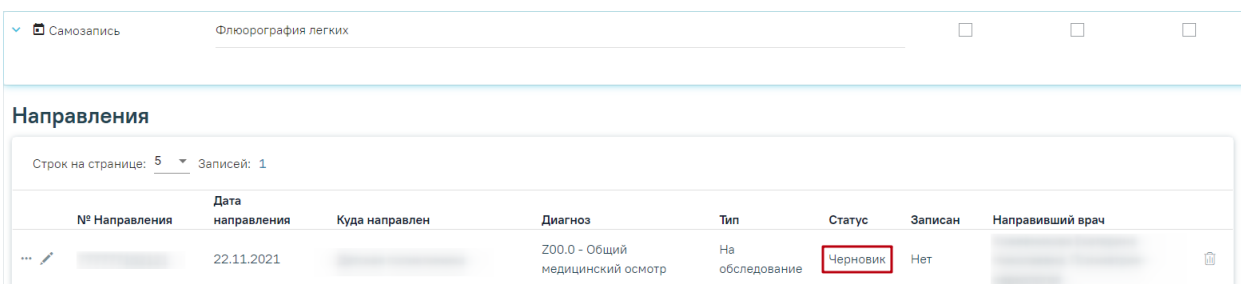 Самозапись Флюорография легких
Направления
Строк на странице: 5 Записей: 1
№ Направления Дата направления Куда направлен Диагноз Тип Статус Записан Направивший врач
22.11.2021 Z00.0 - Общий медицинский осмотр На обследование Черновик Нет